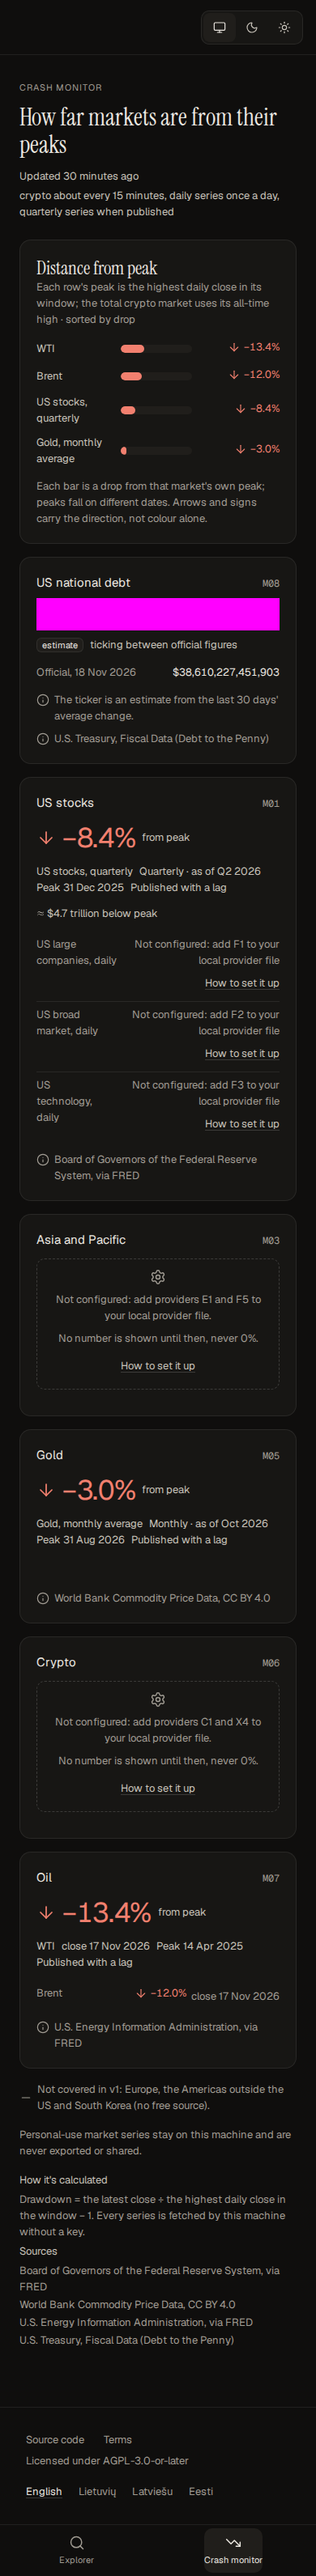 CRASH MONITOR
How far markets are from their
peaks
Updated 30 minutes ago
crypto about every 15 minutes, daily series once a day,
quarterly series when published
Distance from peak
Each row's peak is the highest daily close in its
window; the total crypto market uses its all-time
high · sorted by drop
WTI ↓ −13.4%
Brent ↓ −12.0%
US stocks,
quarterly ↓ −8.4%
Gold, monthly
average ↓ −3.0%
Each bar is a drop from that market's own peak;
peaks fall on different dates. Arrows and signs
carry the direction, not colour alone.
US national debt M08
estimate ticking between official figures
Official, 18 Nov 2026 $38,610,227,451,903
The ticker is an estimate from the last 30 days'
average change.
U.S. Treasury, Fiscal Data (Debt to the Penny)
US stocks M01
↓ −8.4% from peak
US stocks, quarterly Quarterly · as of Q2 2026
Peak 31 Dec 2025 Published with a lag
≈ $4.7 trillion below peak
US large
companies, daily
Not configured: add F1 to your
local provider file
How to set it up
US broad
market, daily
Not configured: add F2 to your
local provider file
How to set it up
US
technology,
daily
Not configured: add F3 to your
local provider file
How to set it up
Board of Governors of the Federal Reserve
System, via FRED
Asia and Pacific M03
Not configured: add providers E1 and F5 to
your local provider file.
No number is shown until then, never 0%.
How to set it up
Gold M05
↓ −3.0% from peak
Gold, monthly average Monthly · as of Oct 2026
Peak 31 Aug 2026 Published with a lag
World Bank Commodity Price Data, CC BY 4.0
Crypto M06
Not configured: add providers C1 and X4 to
your local provider file.
No number is shown until then, never 0%.
How to set it up
Oil M07
↓ −13.4% from peak
WTI close 17 Nov 2026 Peak 14 Apr 2025
Published with a lag
Brent ↓ −12.0% close 17 Nov 2026
U.S. Energy Information Administration, via
FRED
— Not covered in v1: Europe, the Americas outside the
US and South Korea (no free source).
Personal-use market series stay on this machine and are
never exported or shared.
How it's calculated
Drawdown = the latest close ÷ the highest daily close in
the window − 1. Every series is fetched by this machine
without a key.
Sources
Board of Governors of the Federal Reserve System, via
FRED
World Bank Commodity Price Data, CC BY 4.0
U.S. Energy Information Administration, via FRED
U.S. Treasury, Fiscal Data (Debt to the Penny)
Source code Terms
Licensed under AGPL-3.0-or-later
English Lietuvių Latviešu Eesti
Explorer Crash monitor